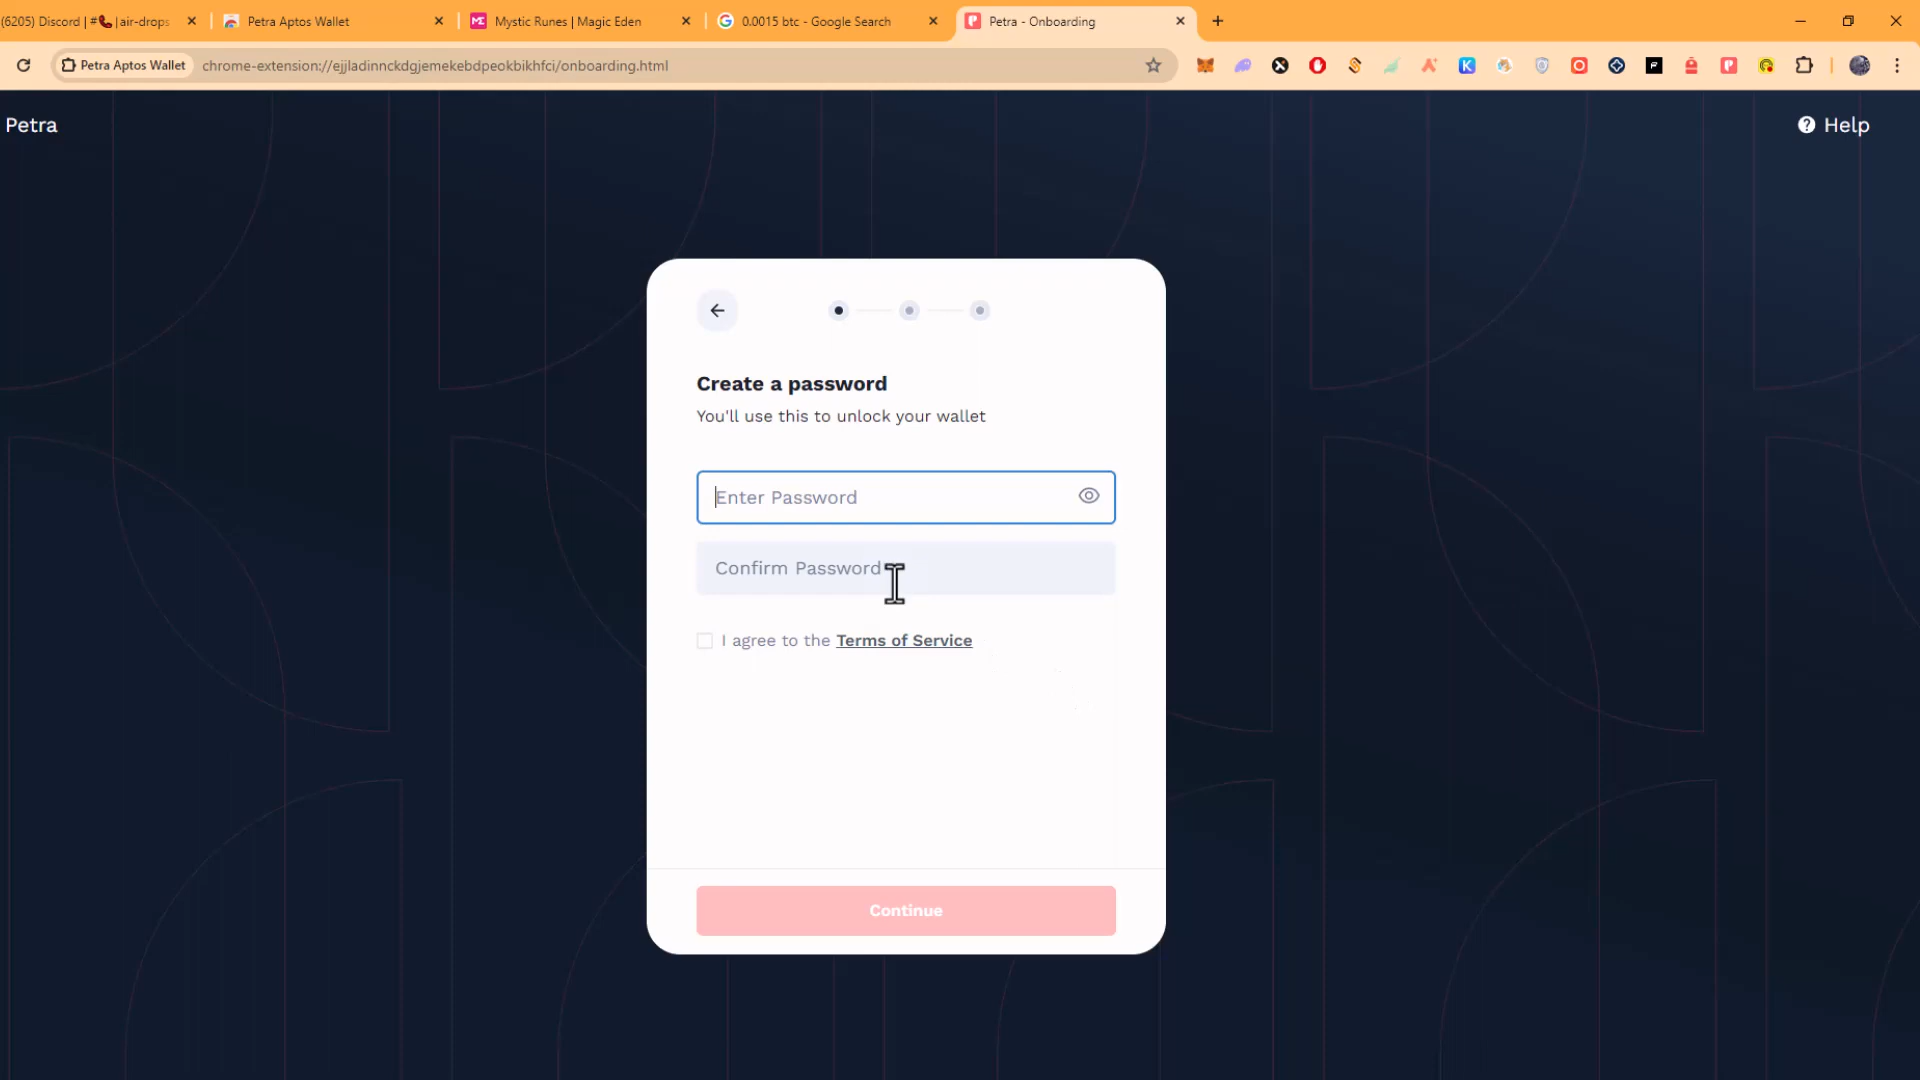 (6205) Discord | #📞|air-drops
Petra Aptos Wallet
Mystic Runes | Magic Eden
0.0015 btc - Google Search
Petra - Onboarding
Petra Aptos Wallet
chrome-extension://ejjladinnckdgjemekebdpeokbikhfci/onboarding.html
Petra
Help
Create a password
You'll use this to unlock your wallet
Enter Password
Confirm Password
I agree to the Terms of Service
Continue